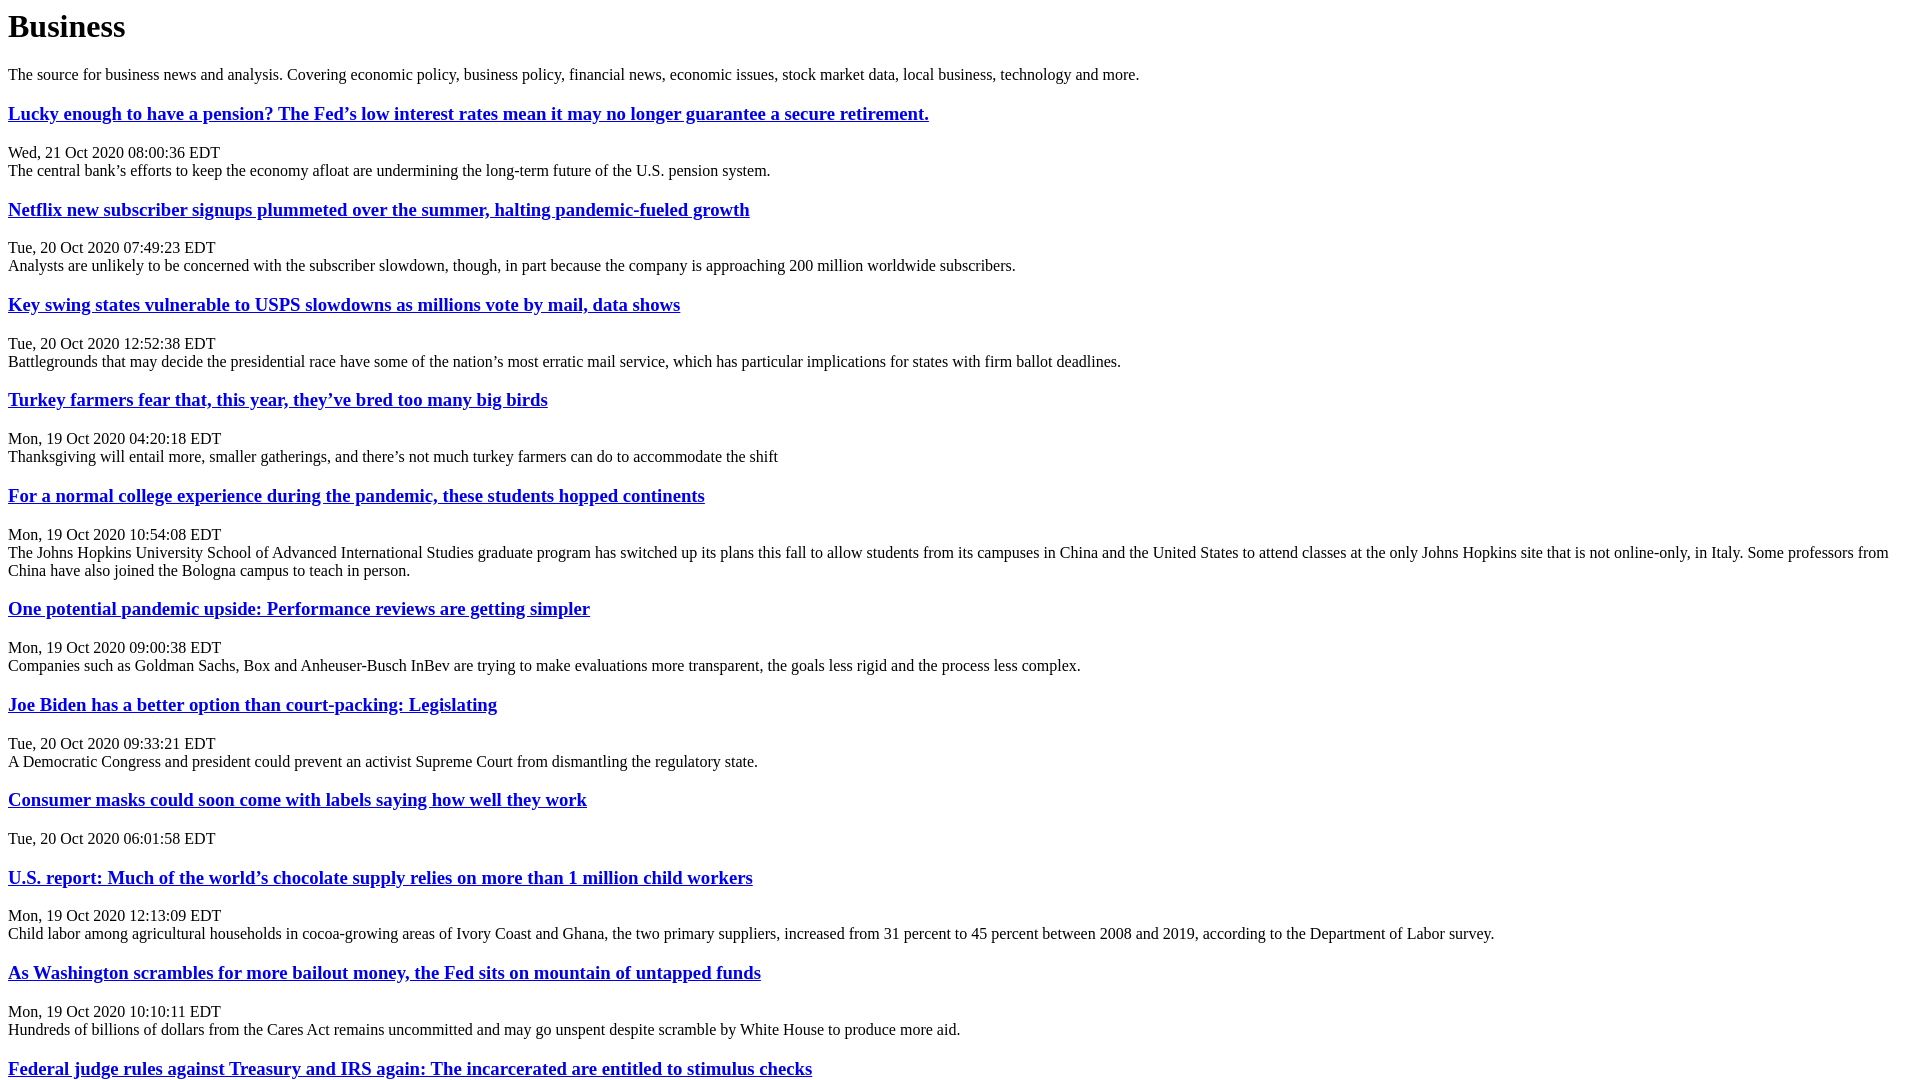 Business
The source for business news and analysis. Covering economic policy, business policy, financial news, economic issues, stock market data, local business, technology and more.
Lucky enough to have a pension? The Fed’s low interest rates mean it may no longer guarantee a secure retirement.
Wed, 21 Oct 2020 08:00:36 EDT
The central bank’s efforts to keep the economy afloat are undermining the long-term future of the U.S. pension system.
Netflix new subscriber signups plummeted over the summer, halting pandemic-fueled growth
Tue, 20 Oct 2020 07:49:23 EDT
Analysts are unlikely to be concerned with the subscriber slowdown, though, in part because the company is approaching 200 million worldwide subscribers.
Key swing states vulnerable to USPS slowdowns as millions vote by mail, data shows
Tue, 20 Oct 2020 12:52:38 EDT
Battlegrounds that may decide the presidential race have some of the nation’s most erratic mail service, which has particular implications for states with firm ballot deadlines.
Turkey farmers fear that, this year, they’ve bred too many big birds
Mon, 19 Oct 2020 04:20:18 EDT
Thanksgiving will entail more, smaller gatherings, and there’s not much turkey farmers can do to accommodate the shift
For a normal college experience during the pandemic, these students hopped continents
Mon, 19 Oct 2020 10:54:08 EDT
The Johns Hopkins University School of Advanced International Studies graduate program has switched up its plans this fall to allow students from its campuses in China and the United States to attend classes at the only Johns Hopkins site that is not online-only, in Italy. Some professors from
China have also joined the Bologna campus to teach in person.
One potential pandemic upside: Performance reviews are getting simpler
Mon, 19 Oct 2020 09:00:38 EDT
Companies such as Goldman Sachs, Box and Anheuser-Busch InBev are trying to make evaluations more transparent, the goals less rigid and the process less complex.
Joe Biden has a better option than court-packing: Legislating
Tue, 20 Oct 2020 09:33:21 EDT
A Democratic Congress and president could prevent an activist Supreme Court from dismantling the regulatory state.
Consumer masks could soon come with labels saying how well they work
Tue, 20 Oct 2020 06:01:58 EDT
U.S. report: Much of the world’s chocolate supply relies on more than 1 million child workers
Mon, 19 Oct 2020 12:13:09 EDT
Child labor among agricultural households in cocoa-growing areas of Ivory Coast and Ghana, the two primary suppliers, increased from 31 percent to 45 percent between 2008 and 2019, according to the Department of Labor survey.
As Washington scrambles for more bailout money, the Fed sits on mountain of untapped funds
Mon, 19 Oct 2020 10:10:11 EDT
Hundreds of billions of dollars from the Cares Act remains uncommitted and may go unspent despite scramble by White House to produce more aid.
Federal judge rules against Treasury and IRS again: The incarcerated are entitled to stimulus checks